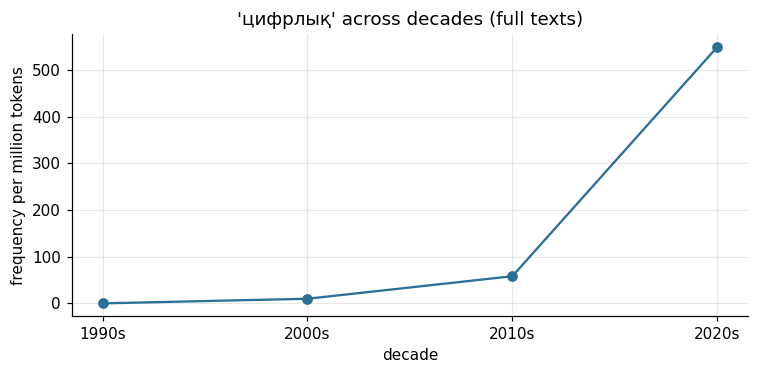 'цифрлық' across decades (full texts)
frequency per million tokens
500
400
300
200
100
0
1990s 2000s 2010s 2020s
decade